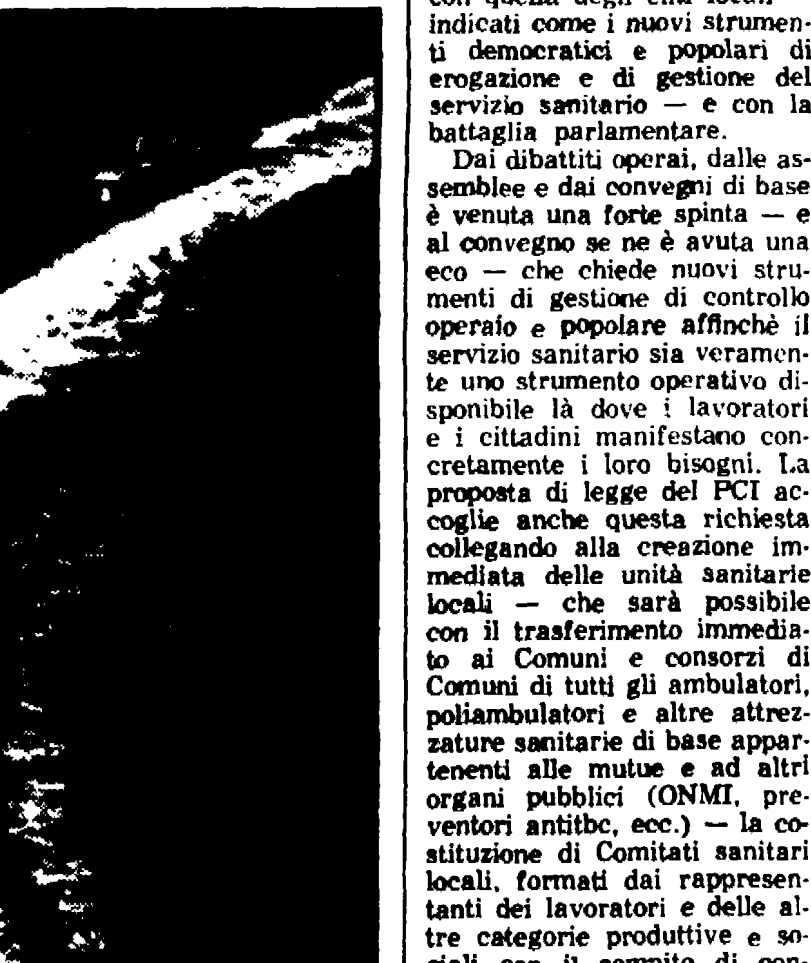 indicati come i nuovi strumen-
ti democratici e popolari di
erogazione e di gestione del
servizio sanitario — e con la
battaglia parlamentare.
Dai dibattiti operai, dalle as-
semblee e dai convegni di base
è venuta una forte spinta — e
al convegno se ne è avuta una
eco — che chiede nuovi stru-
menti di gestione di controllo
operaio e popolare affinchè il
servizio sanitario sia veramen-
te uno strumento operativo di-
sponibile là dove i lavoratori
e i cittadini manifestano con-
cretamente i loro bisogni. La
proposta di legge del PCI ac-
coglie anche questa richiesta
collegando alla creazione im-
mediata delle unità sanitarie
locali — che sarà possibile
con il trasferimento immedia-
to ai Comuni e consorzi di
Comuni di tutti gli ambulatori,
poliambulatori e altre attrez-
zature sanitarie di base appar-
tenenti alle mutue e ad altri
organi pubblici (ONMI, pre-
ventori antitbc, ecc.) — la co-
stituzione di Comitati sanitari
locali, formati dai rappresen-
tanti dei lavoratori e delle al-
tre categorie produttive e so-